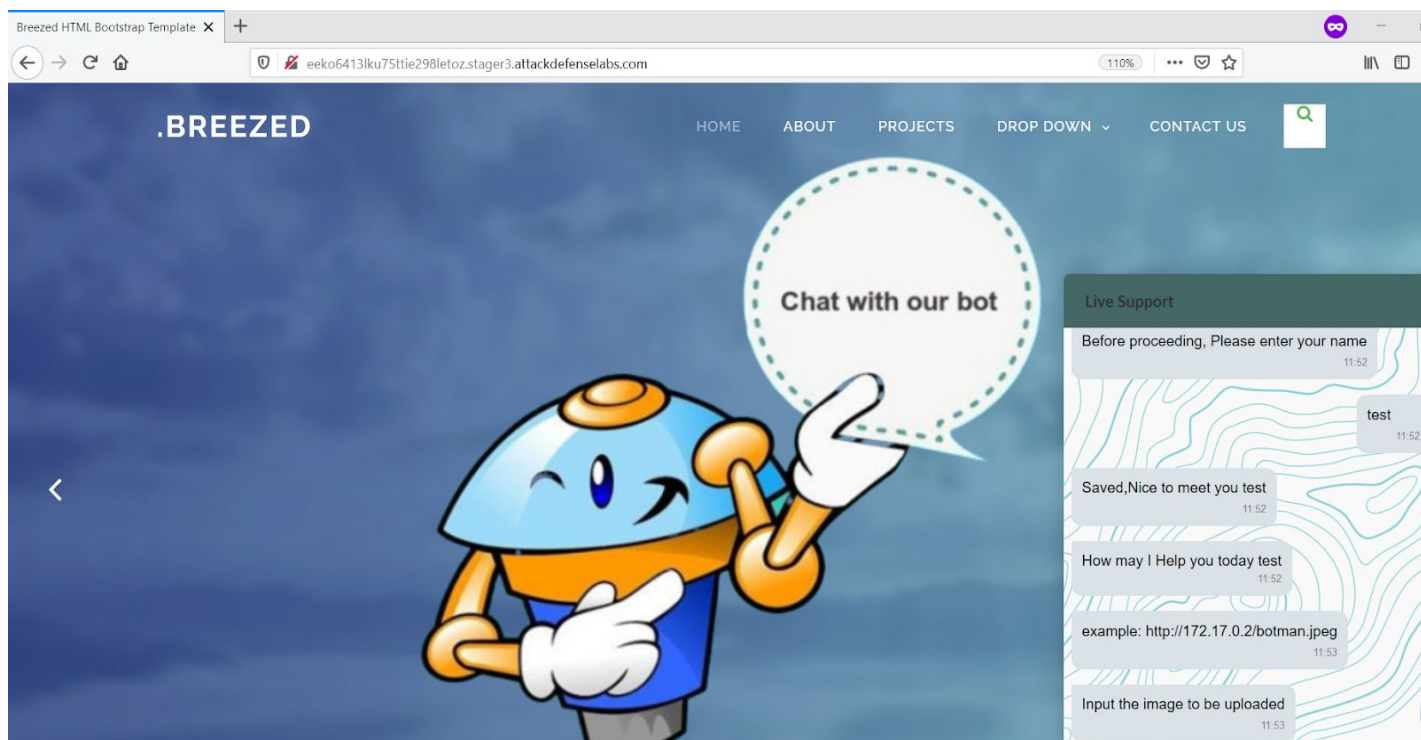 Breezed HTML Bootstrap Template
eeko6413lku75ttie298letoz.stager3.attackdefenselabs.com
110%
.BREEZED
HOME
ABOUT
PROJECTS
DROP DOWN
CONTACT US
Chat with our bot
Live Support
Before proceeding, Please enter your name
11:52
test
11:52
Saved,Nice to meet you test
11:52
How may I Help you today test
11:52
example: http://172.17.0.2/botman.jpeg
11:53
Input the image to be uploaded
11:53